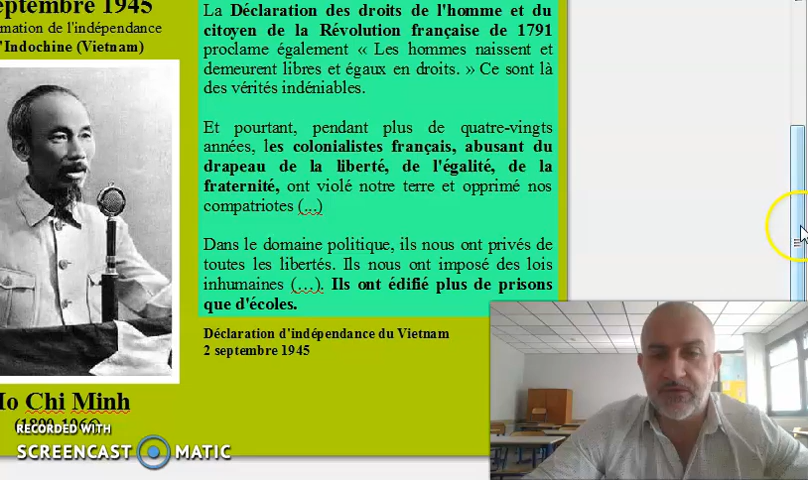 eptembre 1945
mation de l'indépendance
'Indochine (Vietnam)
La Déclaration des droits de l'homme et du
citoyen de la Révolution française de 1791
proclame également « Les hommes naissent et
demeurent libres et égaux en droits. » Ce sont là
des vérités indéniables.
Et pourtant, pendant plus de quatre-vingts
années, les colonialistes français, abusant du
drapeau de la liberté, de l'égalité, de la
fraternité, ont violé notre terre et opprimé nos
compatriotes (...)
Dans le domaine politique, ils nous ont privés de
toutes les libertés. Ils nous ont imposé des lois
inhumaines (...). Ils ont édifié plus de prisons
que d'écoles.
Déclaration d'indépendance du Vietnam
2 septembre 1945
Ho Chi Minh
RECORDED WITH
SCREENCAST MATIC